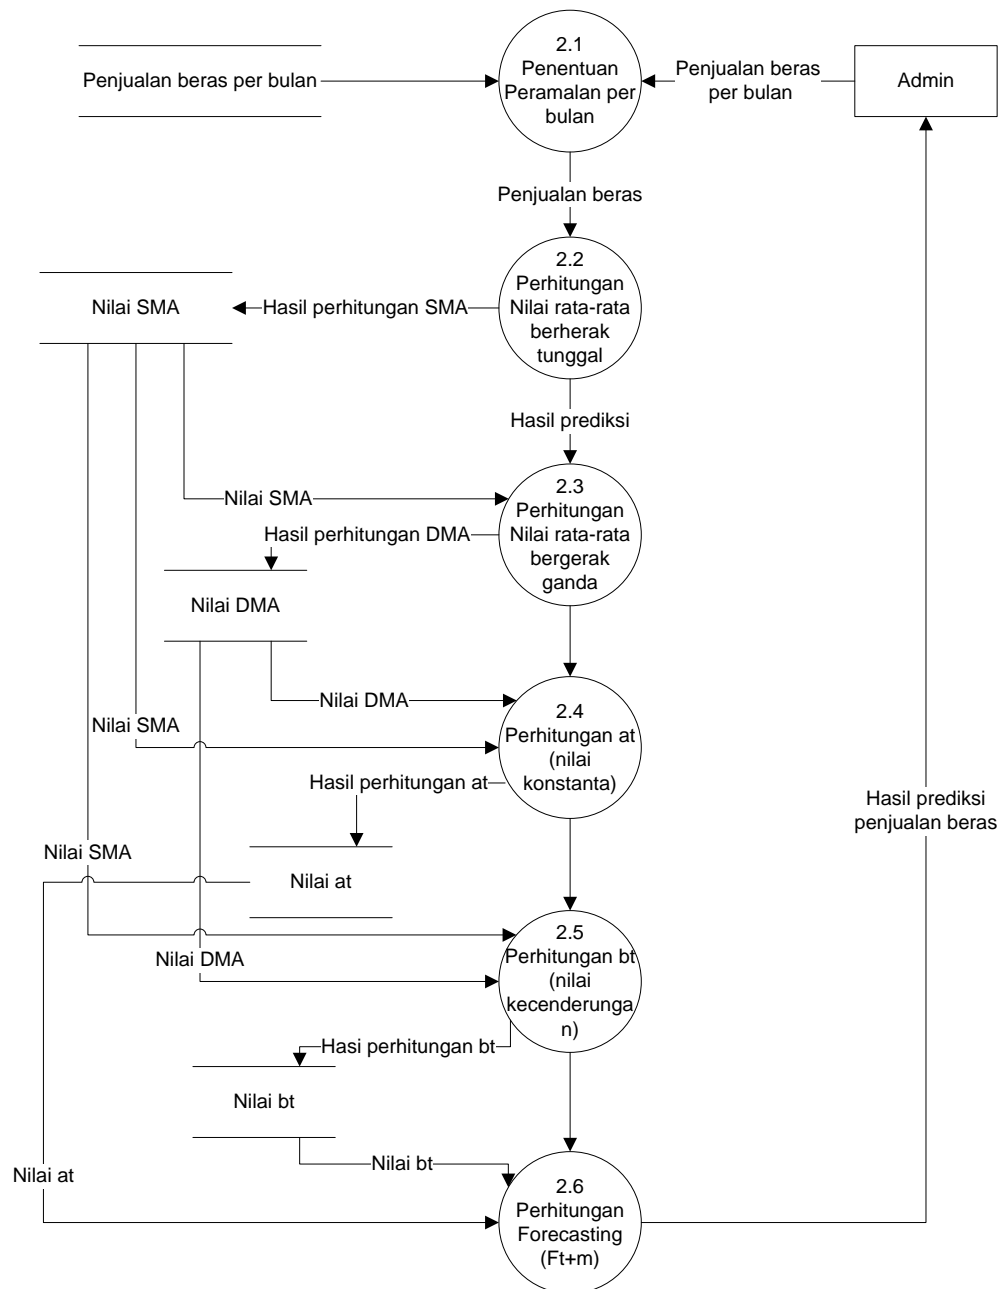 2.1
Penentuan
Peramalan per
bulan
Penjualan beras per bulan
Penjualan beras
per bulan
Admin
Penjualan beras
2.2
Perhitungan
Nilai rata-rata
berherak
tunggal
Nilai SMA
Hasil perhitungan SMA
Hasil prediksi
2.3
Perhitungan
Nilai rata-rata
bergerak
ganda
Nilai SMA
Hasil perhitungan DMA
Nilai DMA
Nilai DMA
Nilai SMA
2.4
Perhitungan at
(nilai
konstanta)
Hasil perhitungan at
Hasil prediksi
penjualan beras
Nilai SMA
Nilai at
2.5
Perhitungan bt
(nilai
kecenderunga
n)
Nilai DMA
Hasi perhitungan bt
Nilai bt
Nilai bt
Nilai at
2.6
Perhitungan
Forecasting
(Ft+m)